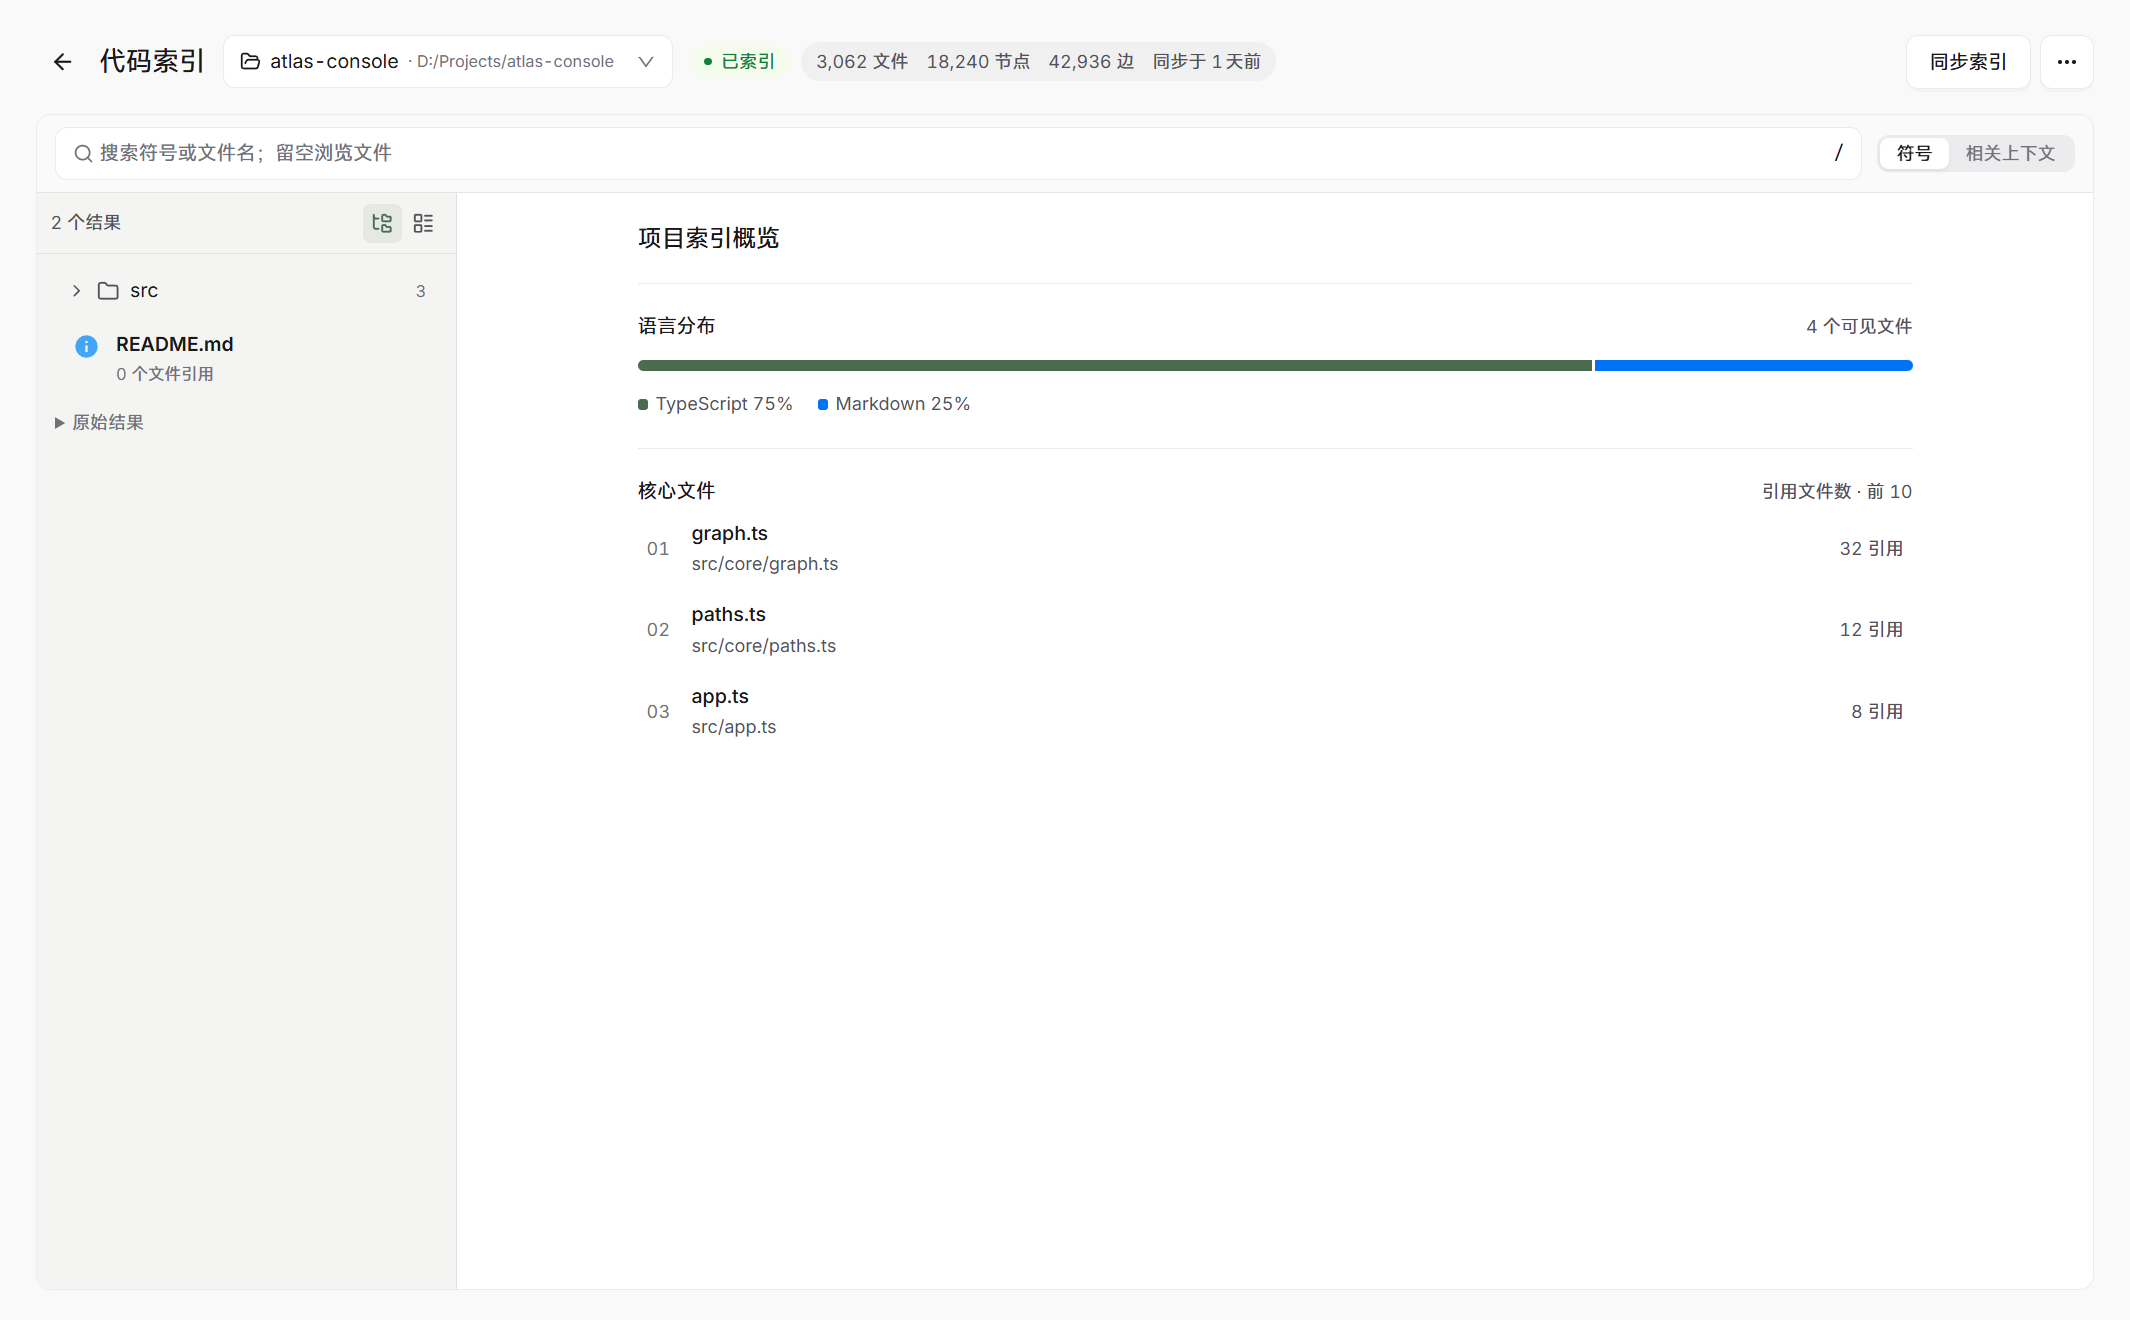 代码索引
atlas-console · D:/Projects/atlas-console
已索引
3,062 文件 18,240 节点 42,936 边 同步于 1 天前
同步索引
搜索符号或文件名；留空浏览文件
/
符号
相关上下文
2 个结果
src 3
README.md
0 个文件引用
原始结果
项目索引概览
语言分布
4 个可见文件
TypeScript 75% Markdown 25%
核心文件
引用文件数 · 前 10
01
graph.ts
src/core/graph.ts
32 引用
02
paths.ts
src/core/paths.ts
12 引用
03
app.ts
src/app.ts
8 引用